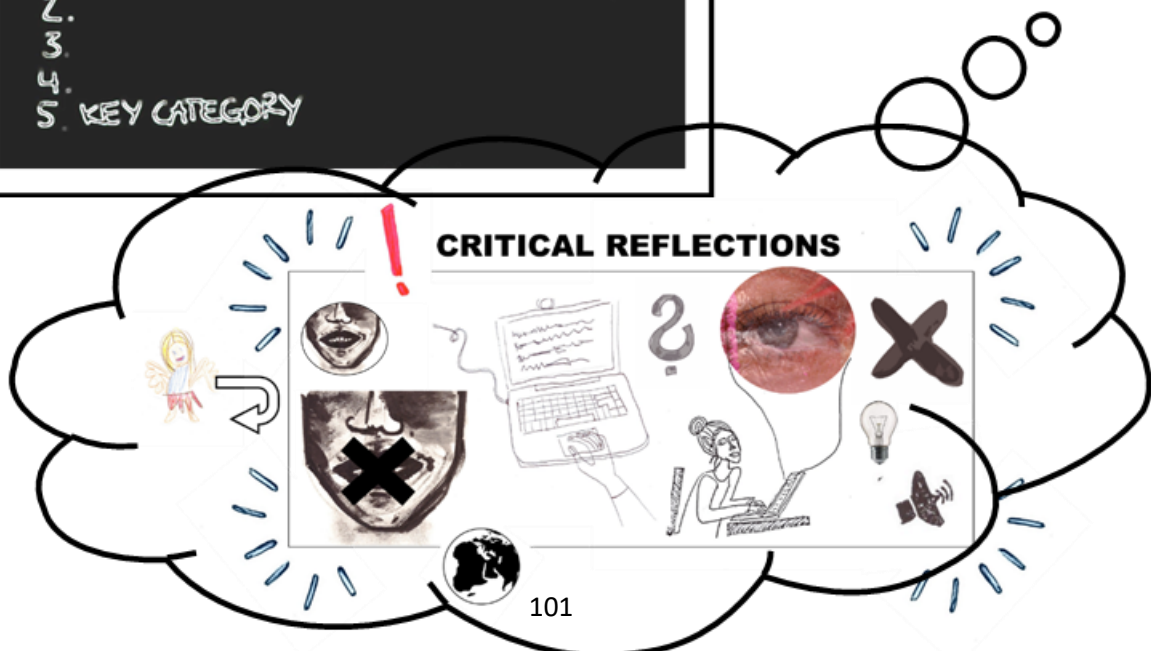 2.
3.
4.
5. KEY CATEGORY
CRITICAL REFLECTIONS
101